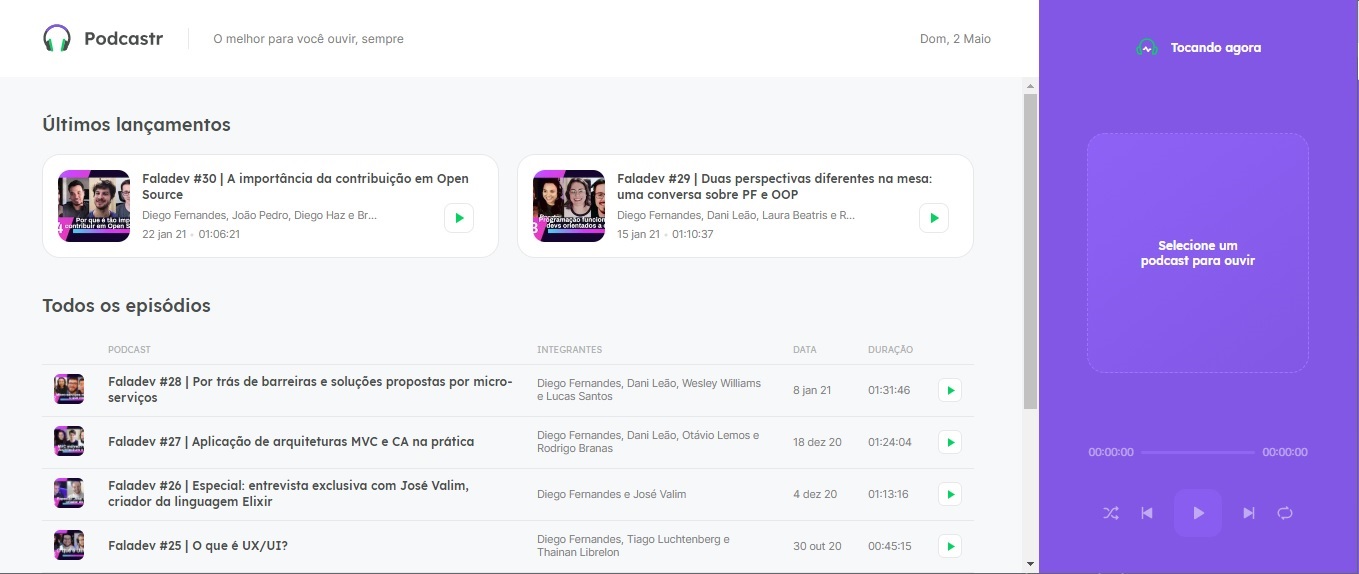 Podcastr
O melhor para você ouvir, sempre
Dom, 2 Maio
Tocando agora
Últimos lançamentos
Faladev #30 | A importância da contribuição em Open
Source
Diego Fernandes, João Pedro, Diego Haz e Br...
22 jan 21 • 01:06:21
Faladev #29 | Duas perspectivas diferentes na mesa:
uma conversa sobre PF e OOP
Diego Fernandes, Dani Leão, Laura Beatris e R...
15 jan 21 • 01:10:37
Selecione um
podcast para ouvir
Todos os episódios
PODCAST INTEGRANTES DATA DURAÇÃO
Faladev #28 | Por trás de barreiras e soluções propostas por micro-
serviços
Diego Fernandes, Dani Leão, Wesley Williams
e Lucas Santos
8 jan 21
01:31:46
Faladev #27 | Aplicação de arquiteturas MVC e CA na prática
Diego Fernandes, Dani Leão, Otávio Lemos e
Rodrigo Branas
18 dez 20
01:24:04
Faladev #26 | Especial: entrevista exclusiva com José Valim,
criador da linguagem Elixir
Diego Fernandes e José Valim
4 dez 20
01:13:16
Faladev #25 | O que é UX/UI?
Diego Fernandes, Tiago Luchtenberg e
Thainan Librelon
30 out 20
00:45:15
00:00:00
00:00:00